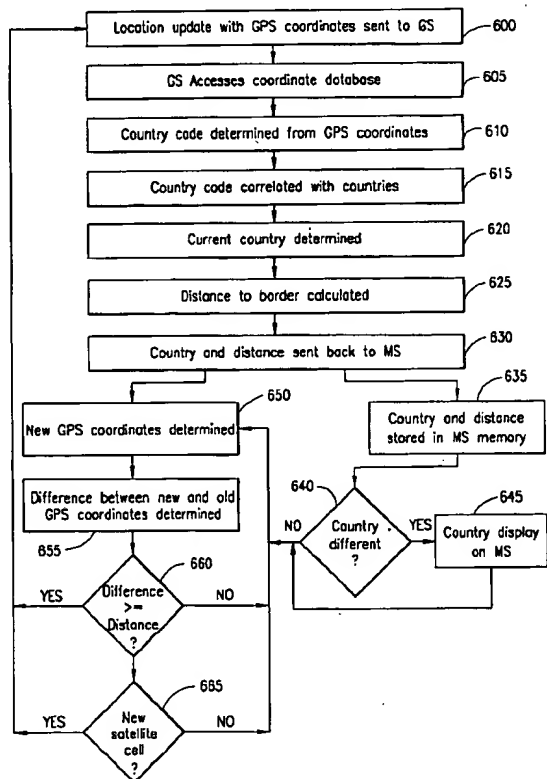 Location update with GPS coordinates sent to GS
600
GS Accesses coordinate database
605
Country code determined from GPS coordinates
610
Country code correlated with countries
615
Current country determined
620
Distance to border calculated
625
Country and distance sent back to MS
630
650
New GPS coordinates determined
635
Country and distance
stored in MS memory
Difference between new and old
GPS coordinates determined
655
640
Country
different
?
NO
YES
645
Country display
on MS
660
Difference
>=
Distance
?
YES
NO
665
New
satellite
cell
?
YES
NO